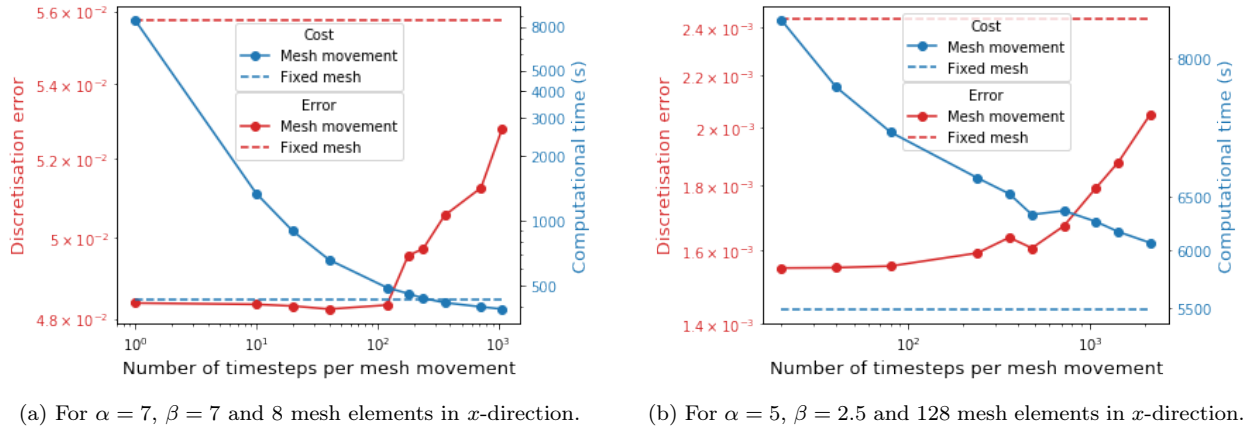 5.6 × 10⁻²
5.4 × 10⁻²
5.2 × 10⁻²
5 × 10⁻²
4.8 × 10⁻²
Discretisation error
Cost
Mesh movement
Fixed mesh
Error
Mesh movement
Fixed mesh
8000
5000
4000
3000
2000
1000
500
Computational time (s)
10⁰
10¹
10²
10³
Number of timesteps per mesh movement
(a) For α = 7, β = 7 and 8 mesh elements in x-direction.
2.4 × 10⁻³
2.2 × 10⁻³
2 × 10⁻³
1.8 × 10⁻³
1.6 × 10⁻³
1.4 × 10⁻³
Discretisation error
Cost
Mesh movement
Fixed mesh
Error
Mesh movement
Fixed mesh
8000
6500
6000
5500
Computational time (s)
10²
10³
Number of timesteps per mesh movement
(b) For α = 5, β = 2.5 and 128 mesh elements in x-direction.